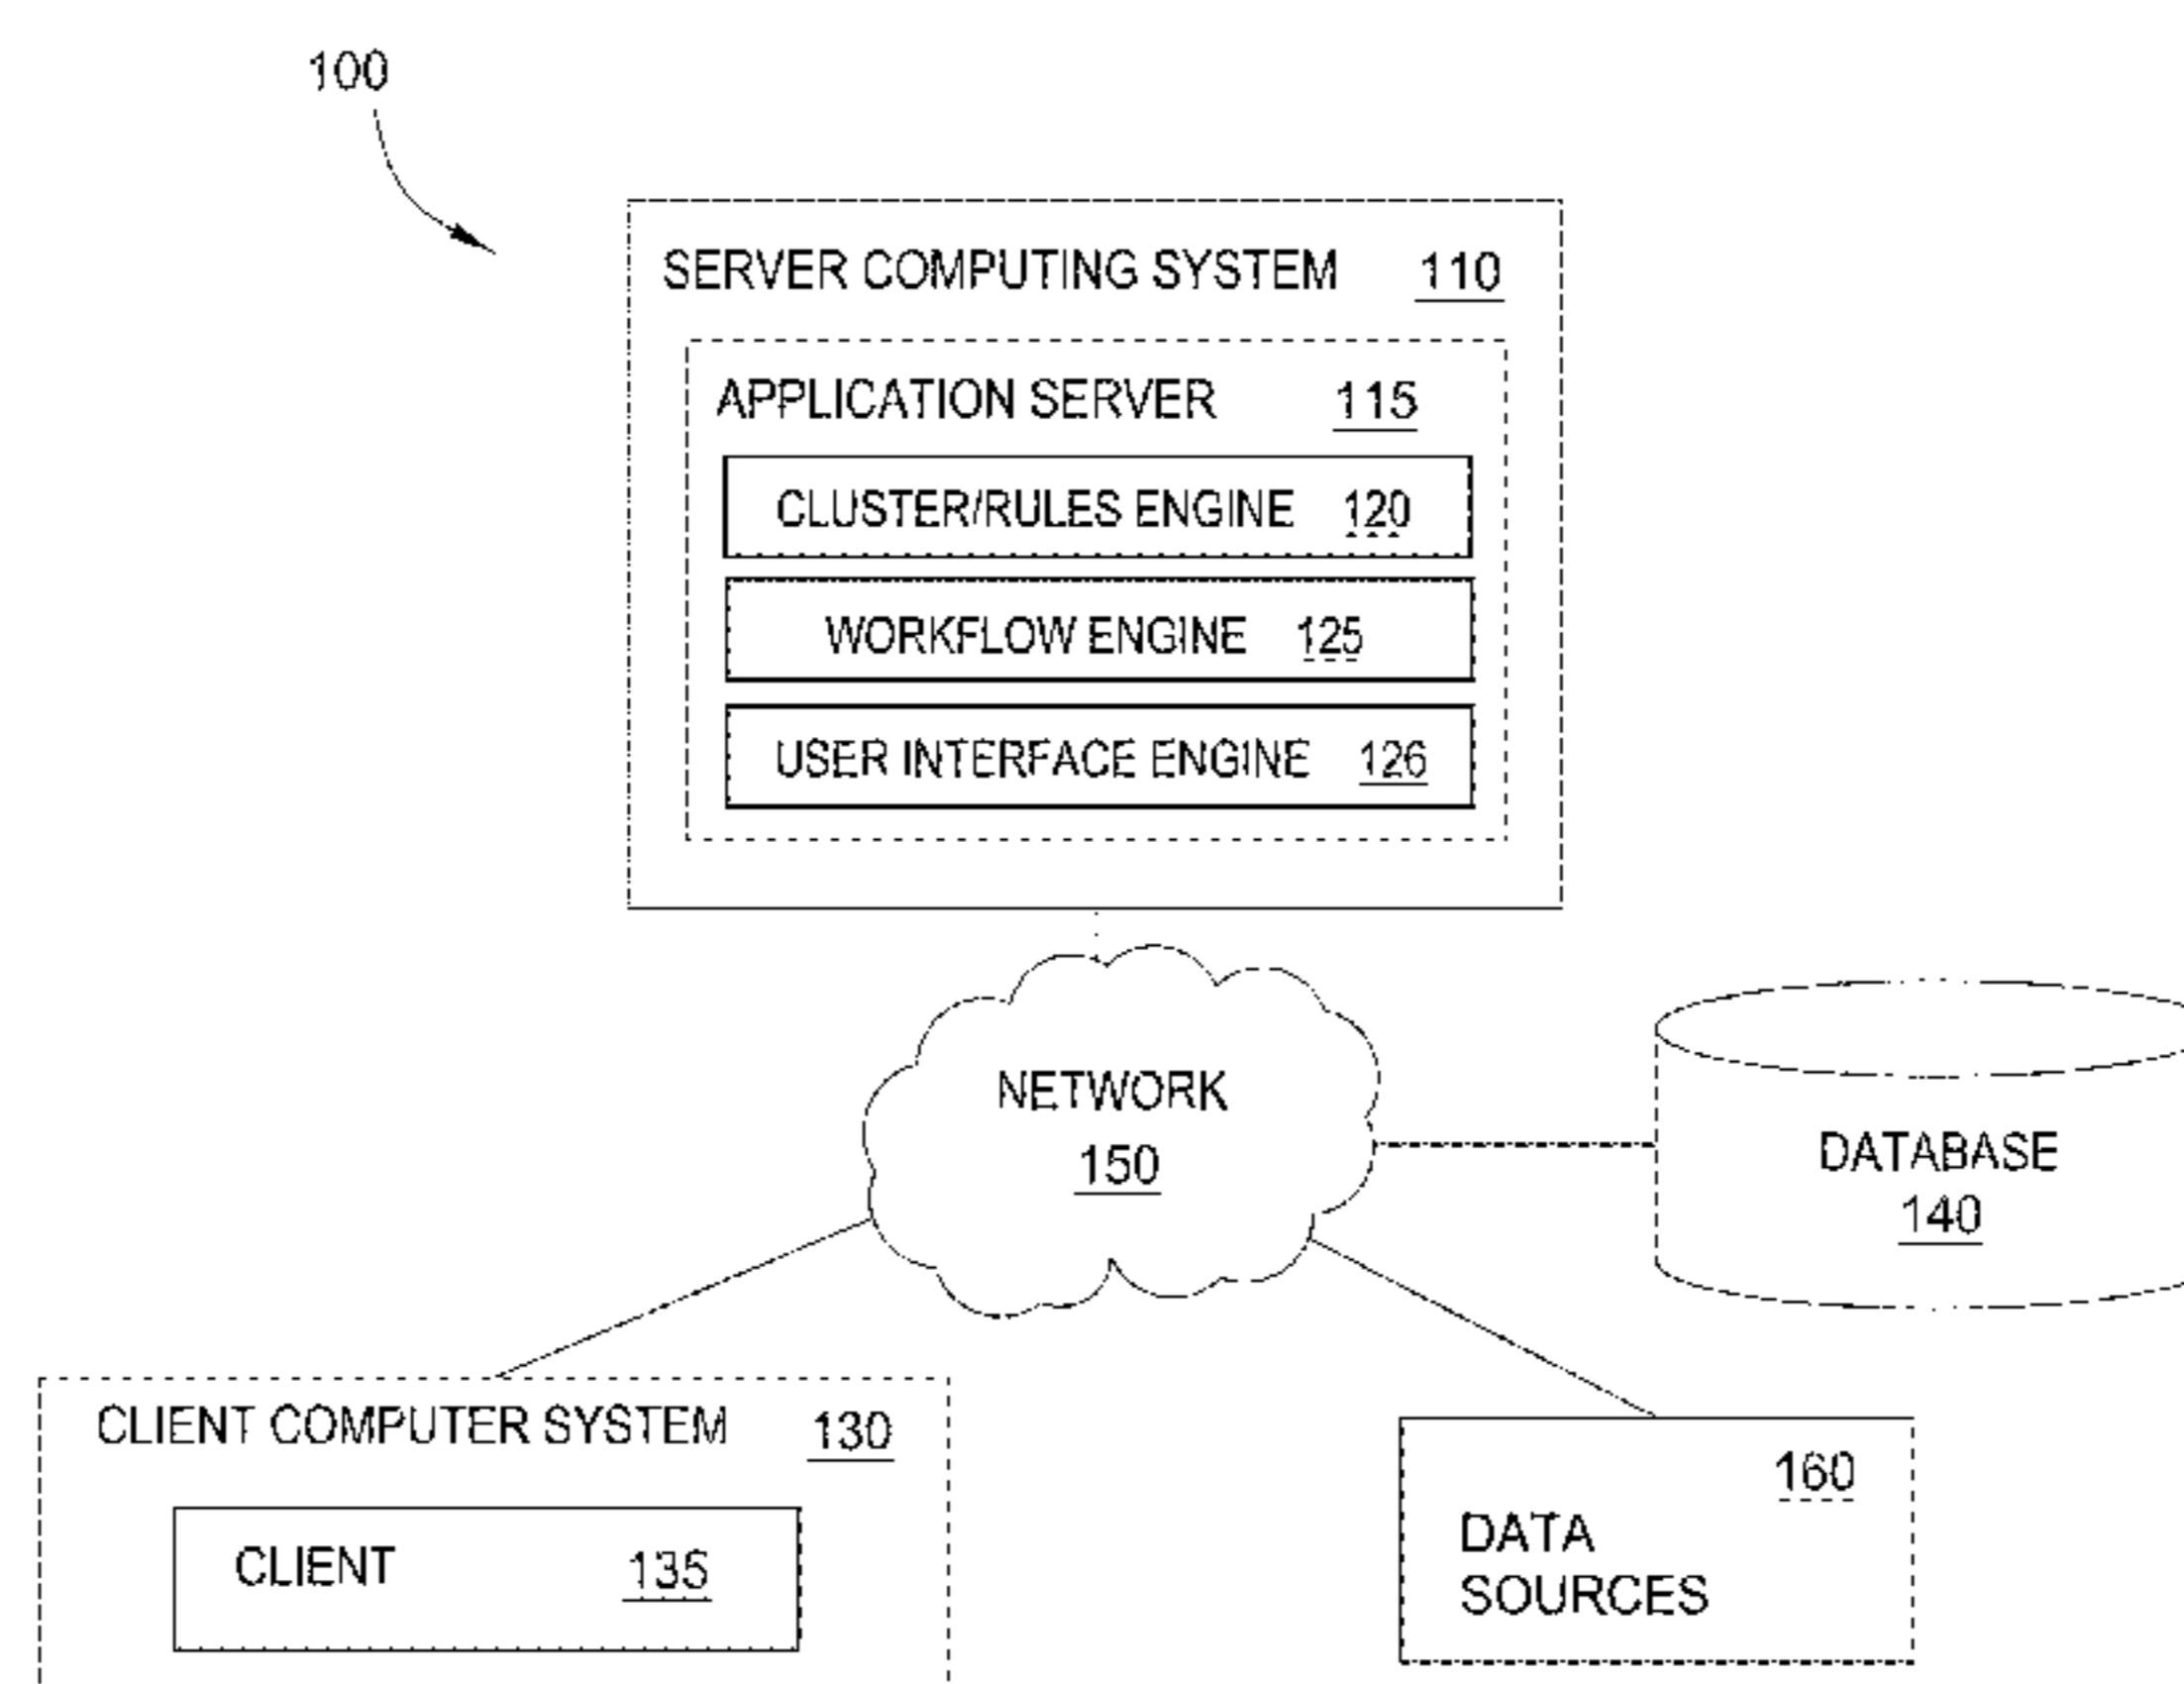 100
SERVER COMPUTING SYSTEM 110
APPLICATION SERVER 115
CLUSTER/RULES ENGINE 120
WORKFLOW ENGINE 125
USER INTERFACE ENGINE 126
NETWORK
150
DATABASE
140
CLIENT COMPUTER SYSTEM 130
CLIENT 135
160
DATA
SOURCES